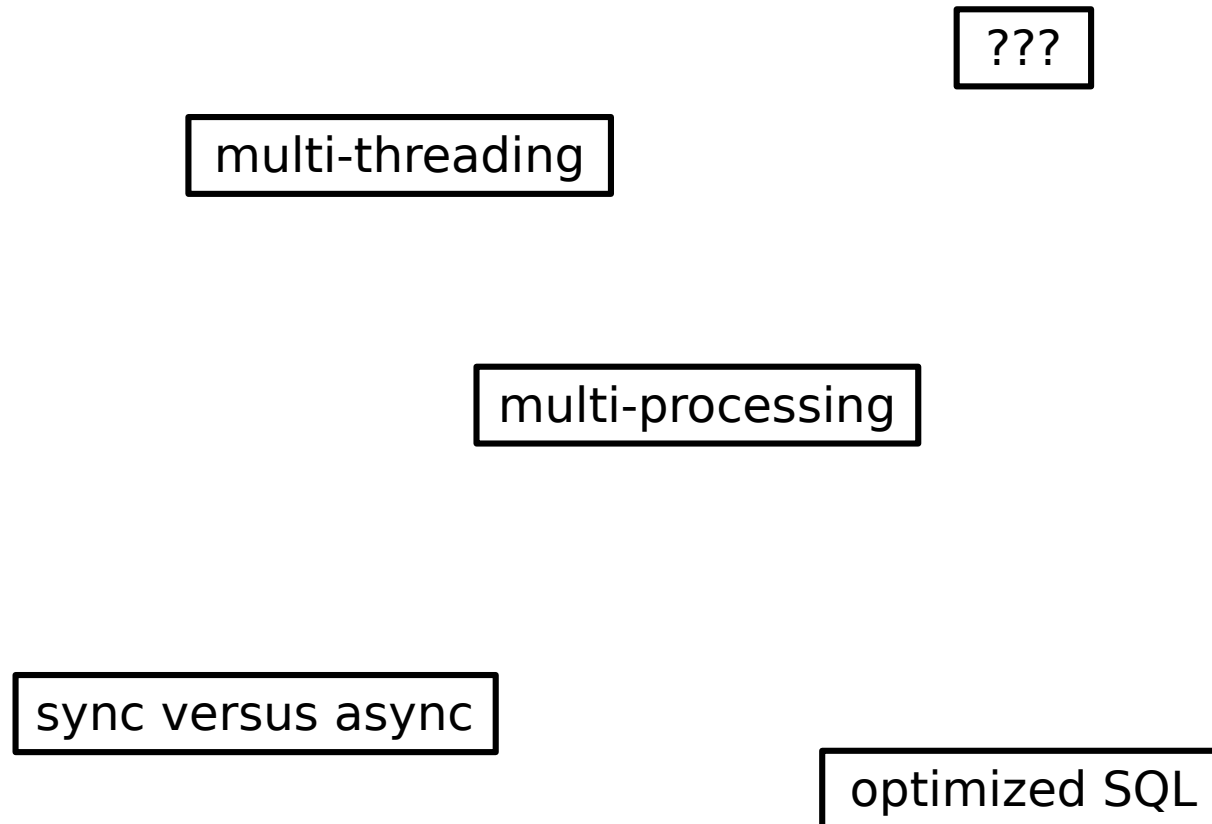 ???
multi-threading
multi-processing
sync versus async
optimized SQL